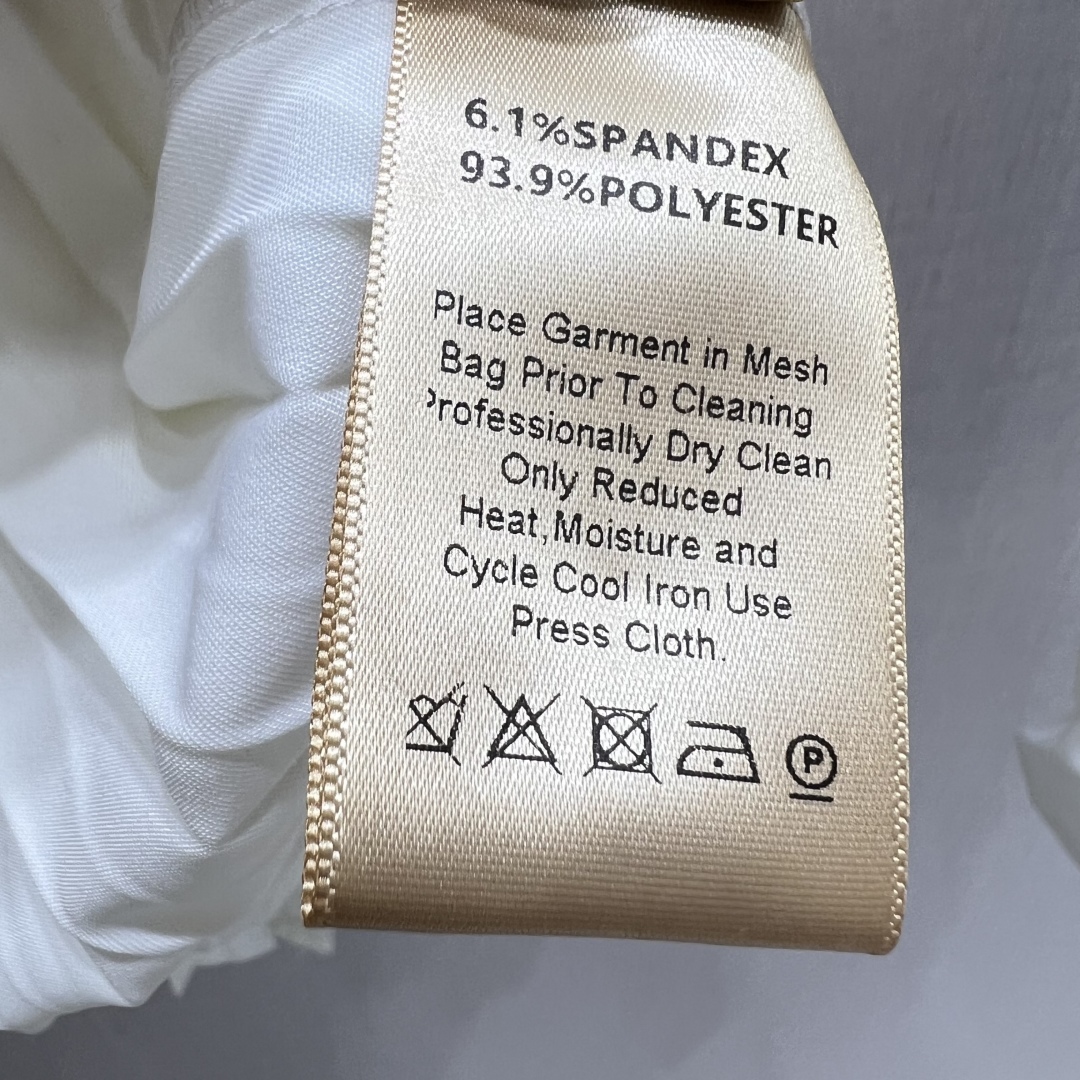 6.1%SPANDEX
93.9%POLYESTER
Place Garment in Mesh
Bag Prior To Cleaning
Professionally Dry Clean
Only Reduced
Heat,Moisture and
Cycle Cool Iron Use
Press Cloth.
P